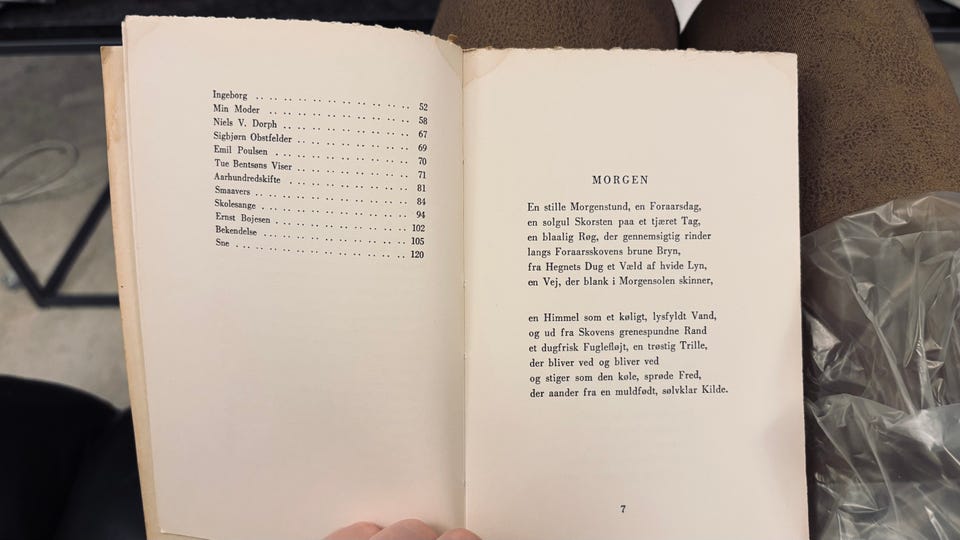 Ingeborg .. .. .. .. .. .. .. .. .. .. .. 52
Min Moder .. .. .. .. .. .. .. .. .. .. 58
Niels V. Dorph .. .. .. .. .. .. .. .. .. 67
Sigbjørn Obstfelder .. .. .. .. .. .. .. .. 69
Emil Poulsen .. .. .. .. .. .. .. .. .. .. 70
Tue Bentsøns Viser .. .. .. .. .. .. .. .. 71
Aarhundredskifte .. .. .. .. .. .. .. .. .. 81
Smaavers .. .. .. .. .. .. .. .. .. .. .. 84
Skolesange .. .. .. .. .. .. .. .. .. .. 94
Ernst Bojesen .. .. .. .. .. .. .. .. .. 102
Bekendelse .. .. .. .. .. .. .. .. .. .. 105
Sne .. .. .. .. .. .. .. .. .. .. .. .. 120
MORGEN
En stille Morgenstund, en Foraarsdag,
en solgul Skorsten paa et tjæret Tag,
en blaalig Røg, der gennemsigtig rinder
langs Foraarsskovens brune Bryn,
fra Hegnets Dug et Væld af hvide Lyn,
en Vej, der blank i Morgensolen skinner,
en Himmel som et køligt, lysfyldt Vand,
og ud fra Skovens grenespundne Rand
et dugfrisk Fuglefløjt, en trøstig Trille,
der bliver ved og bliver ved
og stiger som den køle, sprøde Fred,
der aander fra en muldfødt, sølvklar Kilde.
7